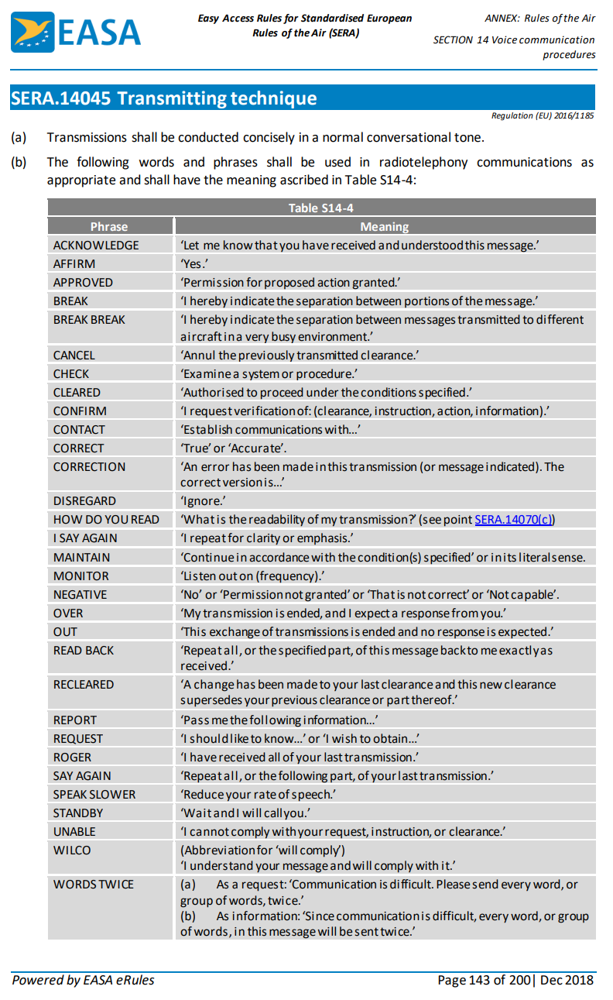 EASA
Easy Access Rules for Standardised European
Rules of the Air (SERA)
ANNEX: Rules of the Air
SECTION 14 Voice communication
procedures
SERA.14045 Transmitting technique
Regulation (EU) 2016/1185
(a) Transmissions shall be conducted concisely in a normal conversational tone.
(b) The following words and phrases shall be used in radiotelephony communications as
appropriate and shall have the meaning ascribed in Table S14-4:
Table S14-4
Phrase Meaning
ACKNOWLEDGE ‘Let me know that you have received and understood this message.’
AFFIRM ‘Yes.’
APPROVED ‘Permission for proposed action granted.’
BREAK ‘I hereby indicate the separation between portions of the message.’
BREAK BREAK ‘I hereby indicate the separation between messages transmitted to different
aircraft in a very busy environment.’
CANCEL ‘Annul the previously transmitted clearance.’
CHECK ‘Examine a system or procedure.’
CLEARED ‘Authorised to proceed under the conditions specified.’
CONFIRM ‘I request verification of: (clearance, instruction, action, information).’
CONTACT ‘Establish communications with…’
CORRECT ‘True’ or ‘Accurate’.
CORRECTION ‘An error has been made in this transmission (or message indicated). The
correct version is…’
DISREGARD ‘Ignore.’
HOW DO YOU READ ‘What is the readability of my transmission?’ (see point SERA.14070(c))
I SAY AGAIN ‘I repeat for clarity or emphasis.’
MAINTAIN ‘Continue in accordance with the condition(s) specified’ or in its literal sense.
MONITOR ‘Listen out on (frequency).’
NEGATIVE ‘No’ or ‘Permission not granted’ or ‘That is not correct’ or ‘Not capable’.
OVER ‘My transmission is ended, and I expect a response from you.’
OUT ‘This exchange of transmissions is ended and no response is expected.’
READ BACK ‘Repeat all, or the specified part, of this message back to me exactly as
received.’
RECLEARED ‘A change has been made to your last clearance and this new clearance
supersedes your previous clearance or part thereof.’
REPORT ‘Pass me the following information…’
REQUEST ‘I should like to know…’ or ‘I wish to obtain…’
ROGER ‘I have received all of your last transmission.’
SAY AGAIN ‘Repeat all, or the following part, of your last transmission.’
SPEAK SLOWER ‘Reduce your rate of speech.’
STANDBY ‘Wait and I will call you.’
UNABLE ‘I cannot comply with your request, instruction, or clearance.’
WILCO (Abbreviation for ‘will comply’)
‘I understand your message and will comply with it.’
WORDS TWICE (a) As a request: ‘Communication is difficult. Please send every word, or
group of words, twice.’
(b) As information: ‘Since communication is difficult, every word, or group
of words, in this message will be sent twice.’
Powered by EASA eRules
Page 143 of 200| Dec 2018